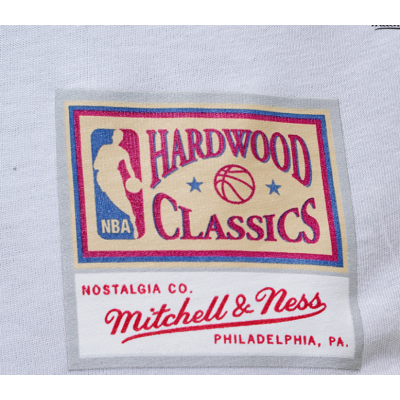 HARDWOOD
NBA
CLASSICS
NOSTALGIA CO.
Mitchell & Ness
PHILADELPHIA, PA.